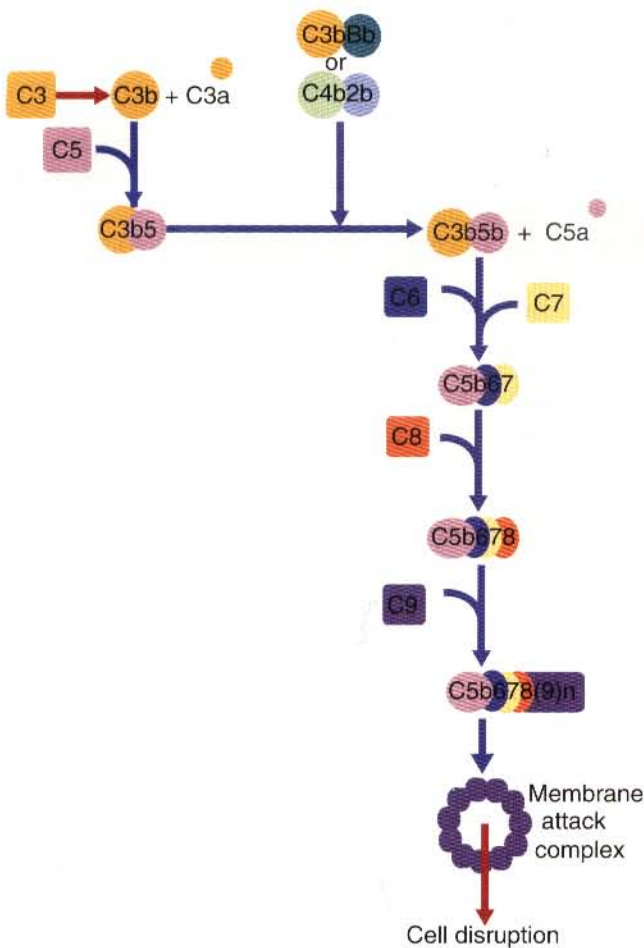 C3bBb
or
C4b2b
C3
C3b + C3a
C5
C3b5
C3b5b + C5a
C6
C7
C5b67
C8
C5b678
C9
C5b678(9)n
Membrane
attack
complex
Cell disruption